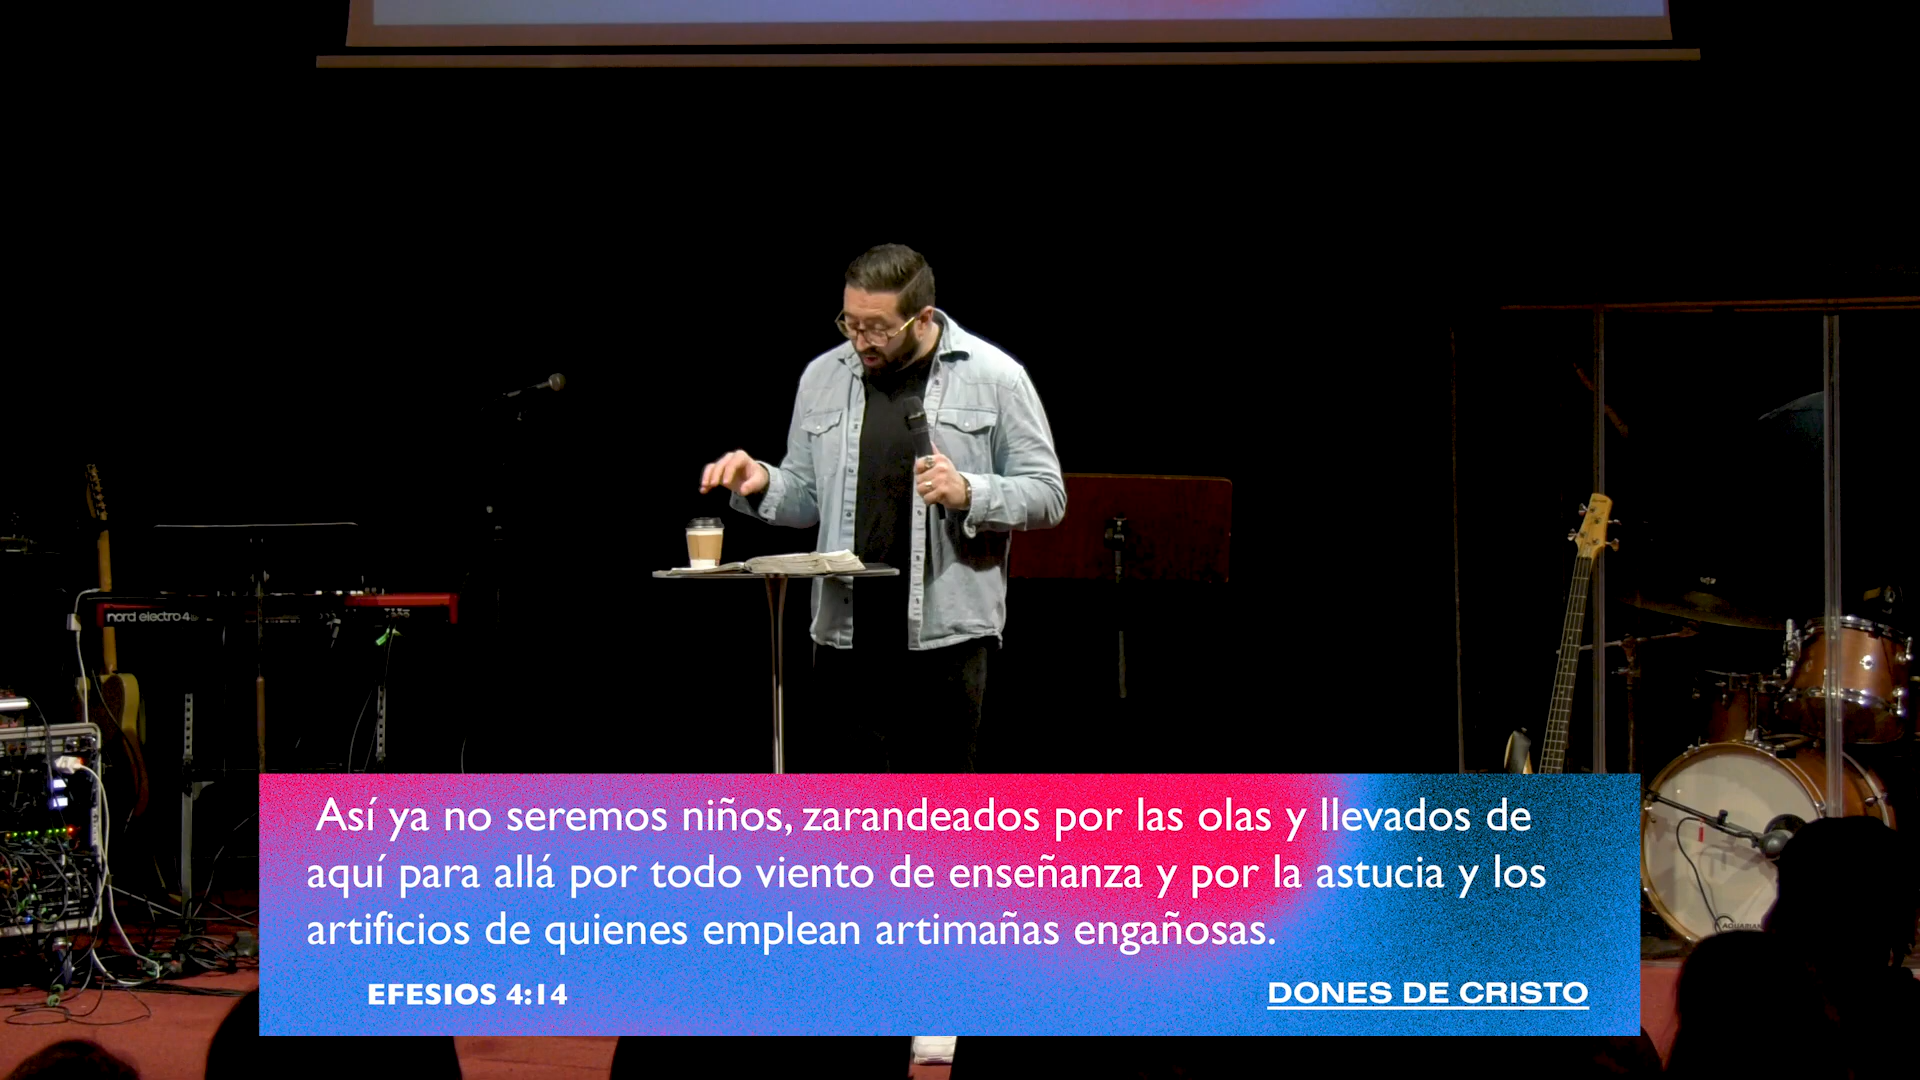 nord electro 4
Así ya no seremos niños, zarandeados por las olas y llevados de
aquí para allá por todo viento de enseñanza y por la astucia y los
artificios de quienes emplean artimañas engañosas.
EFESIOS 4:14
DONES DE CRISTO
AQUARIAN